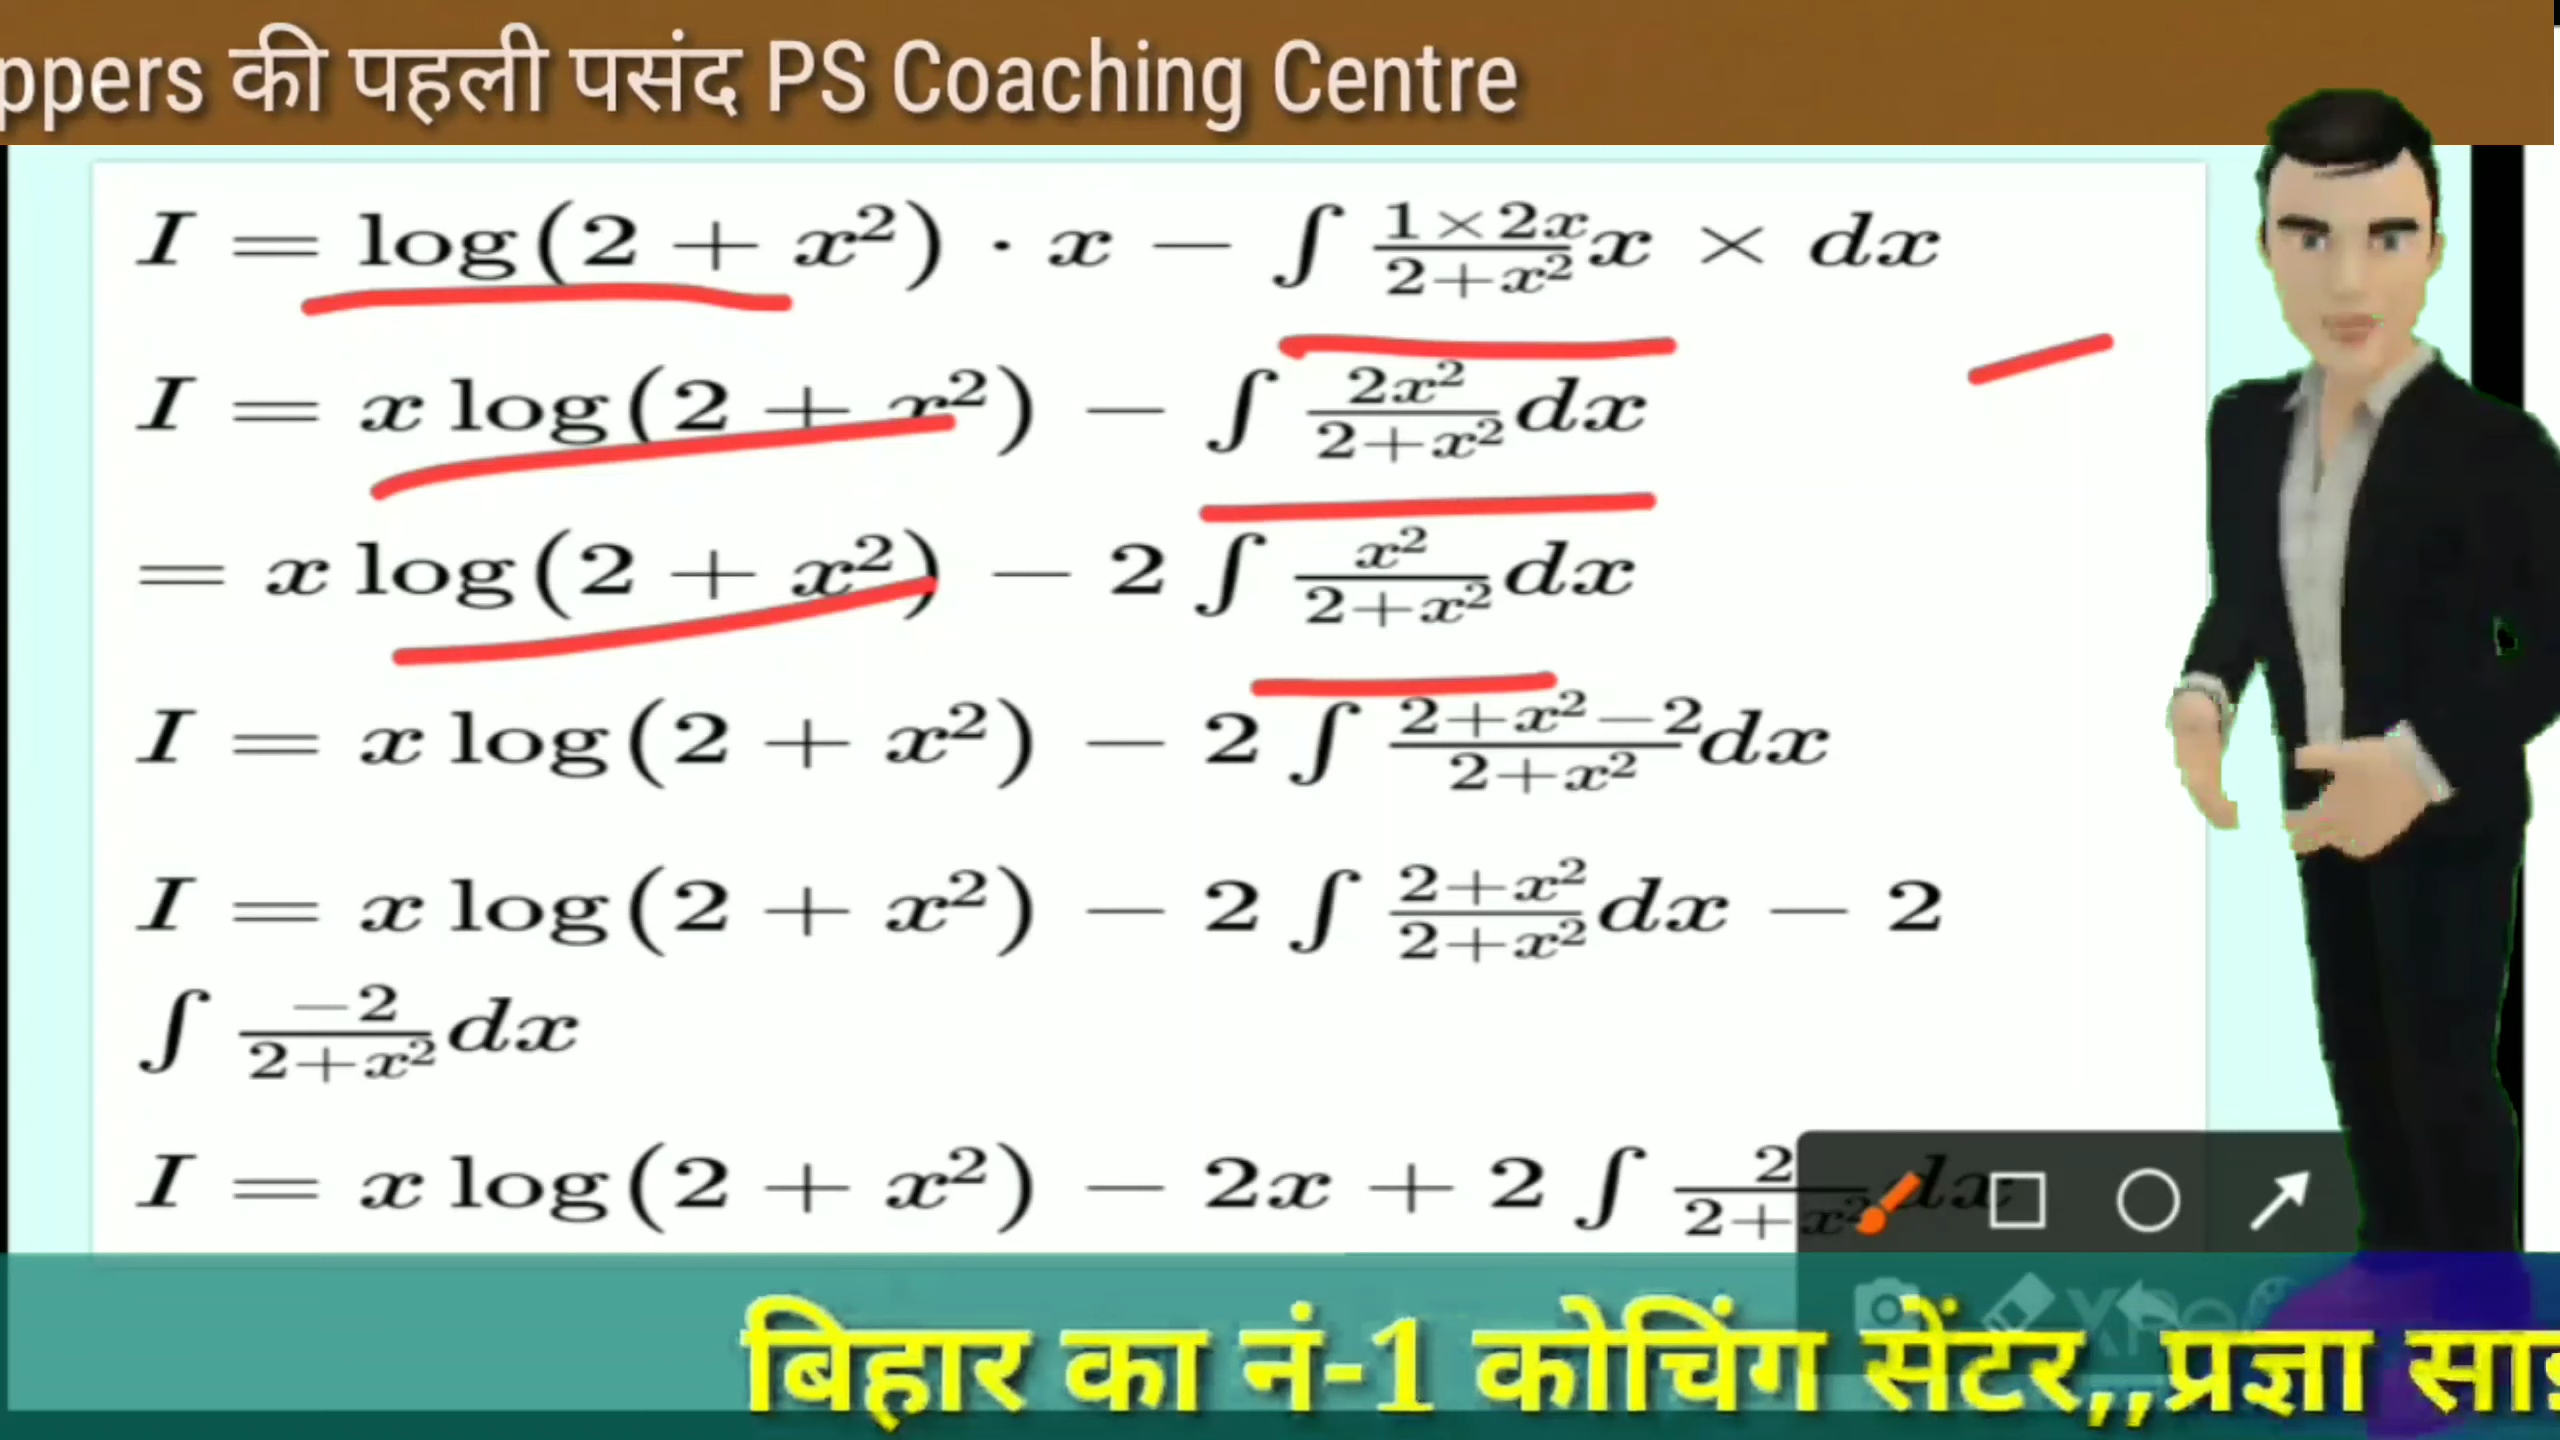 ppers की पहली पसंद PS Coaching Centre
I = log(2 + x²) · x − ∫ 1×2x/2+x² x × dx
I = x log(2 + x²) − ∫ 2x²/2+x² dx
= x log(2 + x²) − 2 ∫ x²/2+x² dx
I = x log(2 + x²) − 2 ∫ 2+x²−2/2+x² dx
I = x log(2 + x²) − 2 ∫ 2+x²/2+x² dx − 2
∫ −2/2+x² dx
I = x log(2 + x²) − 2x + 2 ∫ 2/2+x² dx
बिहार का नं-1 कोचिंग सेंटर,,प्रज्ञा